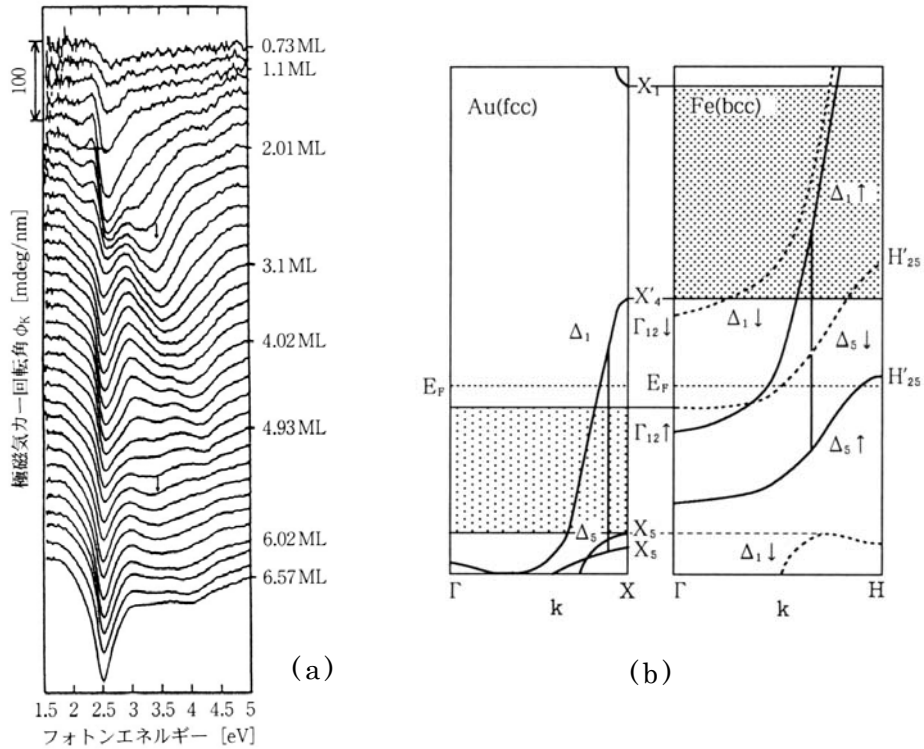 100
極磁気カー回転角 ΦK [mdeg/nm]
0.73 ML
1.1 ML
2.01 ML
3.1 ML
4.02 ML
4.93 ML
6.02 ML
6.57 ML
1.5 2 2.5 3 3.5 4 4.5 5
フォトンエネルギー [eV]
(a)
Au(fcc)
Fe(bcc)
X1
Δ1↑
H′25
X′4
Γ12↓
Δ1
Δ1↓
Δ5↓
EF
EF
H′25
Γ12↑
Δ5↑
Δ5
X5
X5
Δ1↓
Γ
k
X
Γ
k
H
(b)